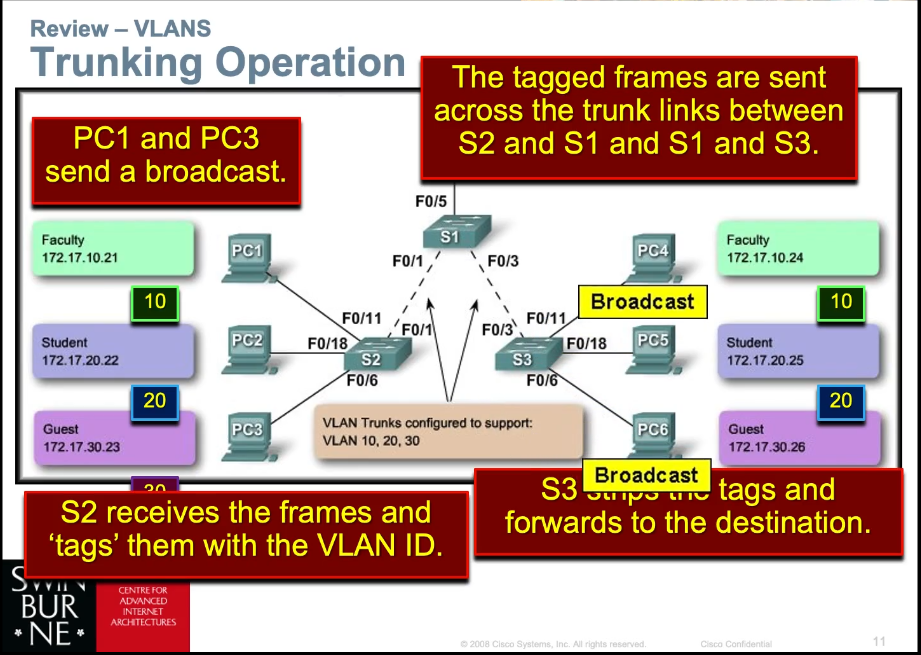 Review – VLANS
Trunking Operation
The tagged frames are sent
across the trunk links between
S2 and S1 and S1 and S3.
PC1 and PC3
send a broadcast.
F0/5
S1
F0/1
F0/3
Faculty
172.17.10.21
10
PC1
Student
172.17.20.22
20
PC2
Guest
172.17.30.23
30
PC3
F0/11
F0/18
F0/1
S2
F0/6
VLAN Trunks configured to support:
VLAN 10, 20, 30
F0/3
F0/11
F0/18
S3
F0/6
PC4
Broadcast
PC5
PC6
Broadcast
Faculty
172.17.10.24
10
Student
172.17.20.25
20
Guest
172.17.30.26
S2 receives the frames and
‘tags’ them with the VLAN ID.
S3 strips the tags and
forwards to the destination.
SWIN
BUR
* NE *
CENTRE FOR
ADVANCED
INTERNET
ARCHITECTURES
© 2008 Cisco Systems, Inc. All rights reserved.
Cisco Confidential
11